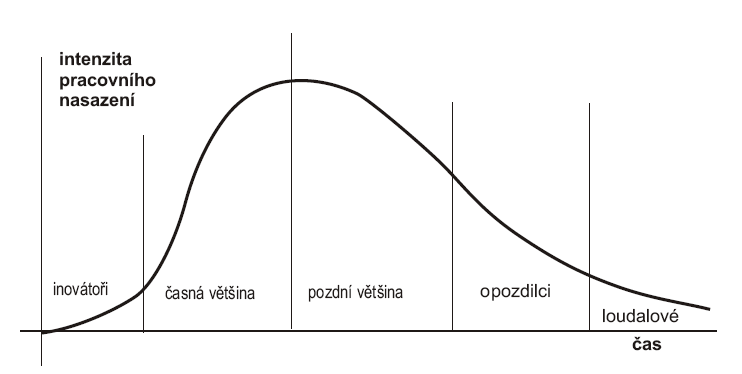 intenzita
pracovního
nasazení
inovátoři
časná většina
pozdní většina
opozdilci
loudalové
čas